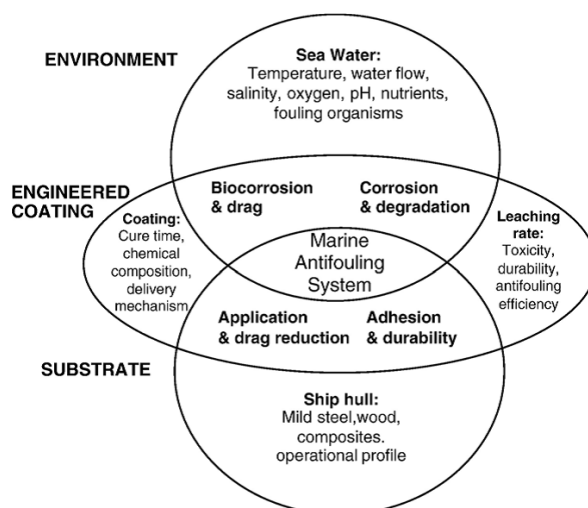 ENVIRONMENT
Sea Water:
Temperature, water flow,
salinity, oxygen, pH, nutrients,
fouling organisms
ENGINEERED
COATING
Biocorrosion
& drag
Corrosion
& degradation
Coating:
Cure time,
chemical
composition,
delivery
mechanism
Leaching
rate:
Toxicity,
durability,
antifouling
efficiency
Marine
Antifouling
System
Application
& drag reduction
Adhesion
& durability
SUBSTRATE
Ship hull:
Mild steel,wood,
composites.
operational profile